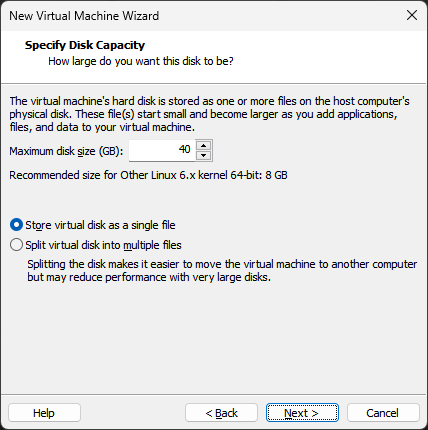 New Virtual Machine Wizard
Specify Disk Capacity
How large do you want this disk to be?
The virtual machine's hard disk is stored as one or more files on the host computer's
physical disk. These file(s) start small and become larger as you add applications,
files, and data to your virtual machine.
Maximum disk size (GB): 40
Recommended size for Other Linux 6.x kernel 64-bit: 8 GB
Store virtual disk as a single file
Split virtual disk into multiple files
Splitting the disk makes it easier to move the virtual machine to another computer
but may reduce performance with very large disks.
Help < Back Next > Cancel